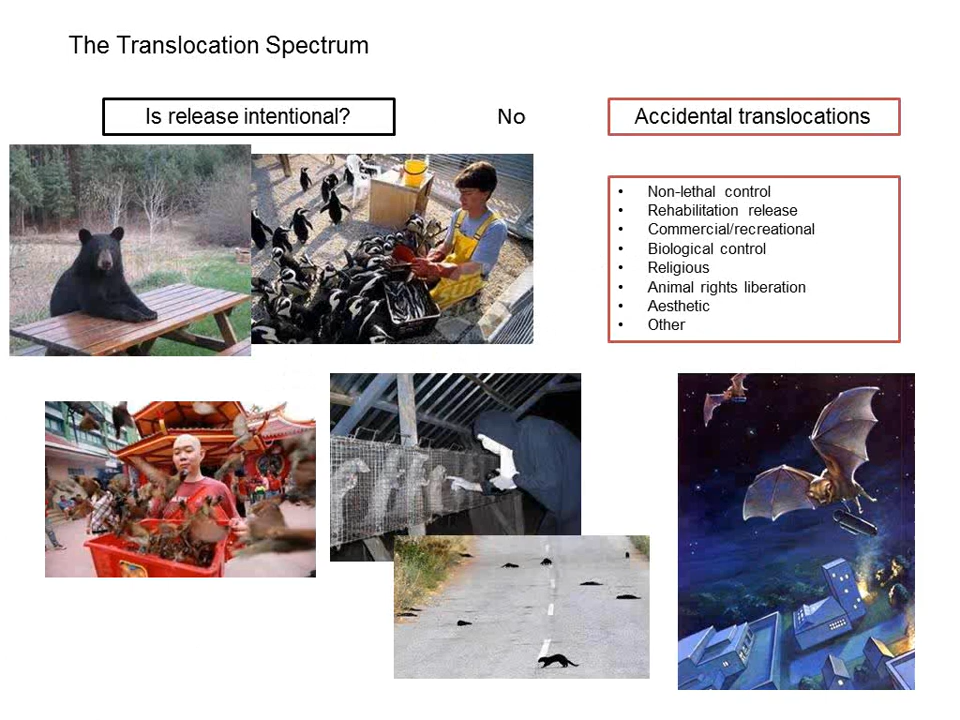 The Translocation Spectrum
Is release intentional?
No
Accidental translocations
• Non-lethal control
• Rehabilitation release
• Commercial/recreational
• Biological control
• Religious
• Animal rights liberation
• Aesthetic
• Other